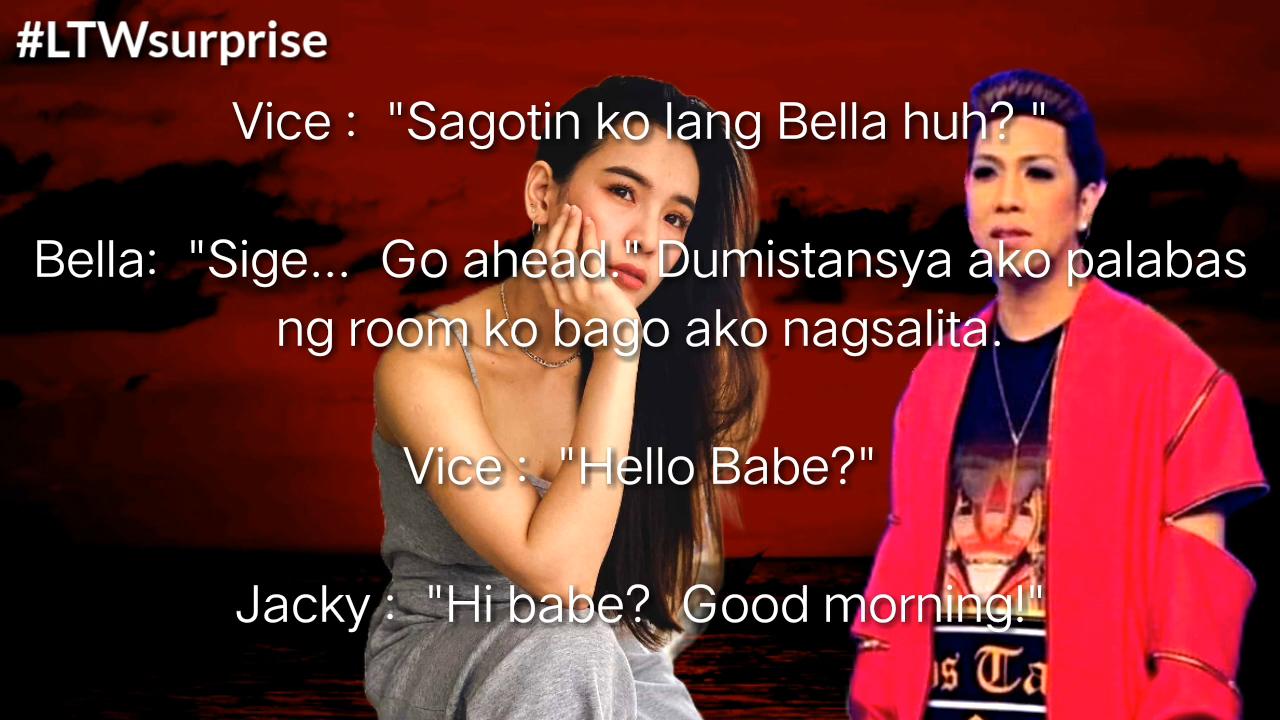 #LTWsurprise
Vice : "Sagotin ko lang Bella huh? "
Bella: "Sige... Go ahead." Dumistansya ako palabas
ng room ko bago ako nagsalita.
Vice : "Hello Babe?"
Jacky : "Hi babe? Good morning!"